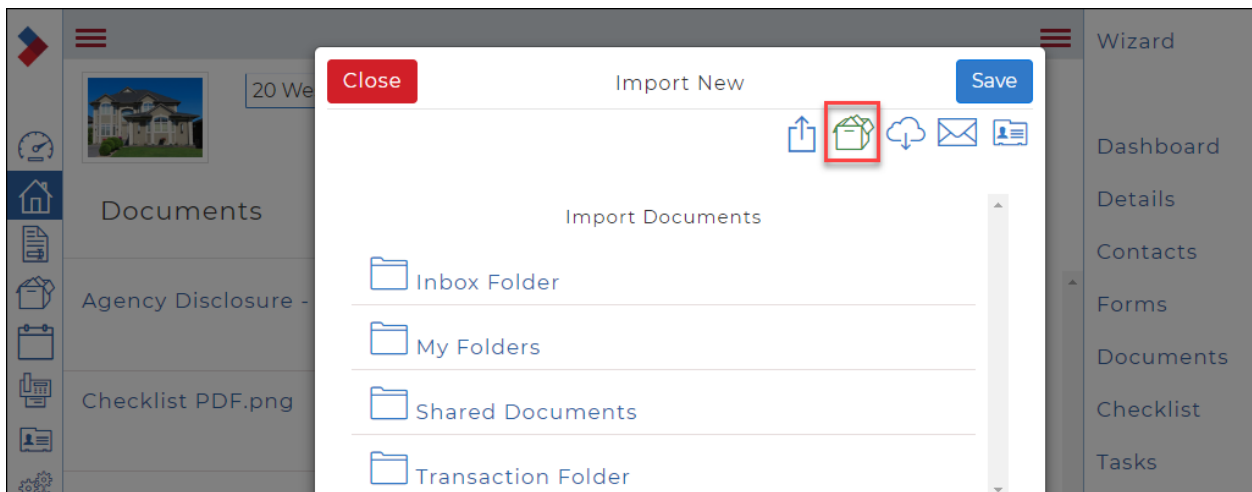 Wizard
Close
Import New
Save
20 We
Dashboard
Documents
Import Documents
Details
Inbox Folder
Contacts
Agency Disclosure -
Forms
My Folders
Documents
Checklist PDF.png
Shared Documents
Checklist
Transaction Folder
Tasks